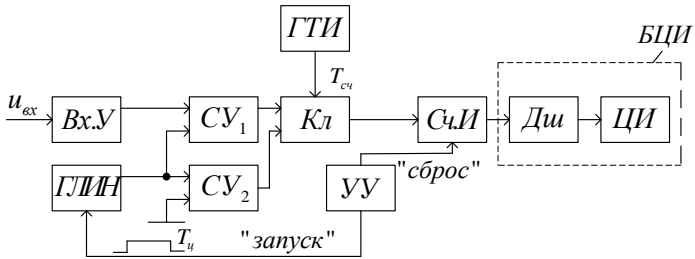 ГТИ
БЦИ
Tсч
uвх
Вх.У
СУ1
Кл
Сч.И
Дш
ЦИ
ГЛИН
СУ2
УУ
"сброс"
Tц
"запуск"